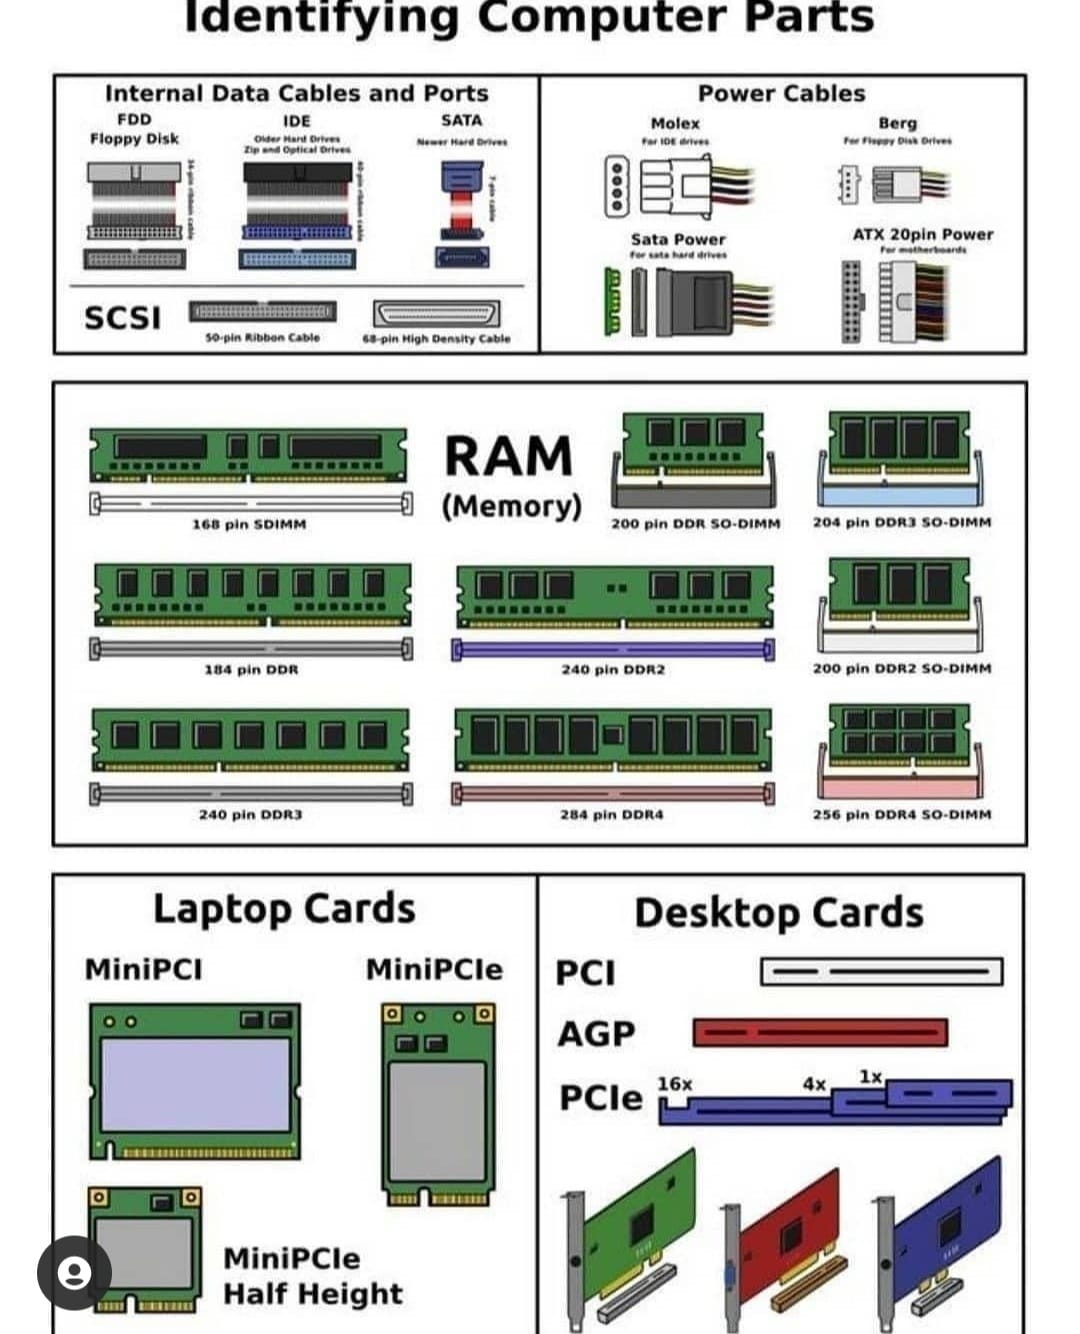 Identifying Computer Parts
Internal Data Cables and Ports
FDD
Floppy Disk
34-pin ribbon cable
IDE
Older Hard Drives
Zip and Optical Drives
40-pin ribbon cable
SATA
Newer Hard Drives
7-pin cable
SCSI
50-pin Ribbon Cable
68-pin High Density Cable
Power Cables
Molex
For IDE drives
Berg
For Floppy Disk Drives
Sata Power
For sata hard drives
ATX 20pin Power
For motherboards
RAM
(Memory)
168 pin SDIMM
200 pin DDR SO-DIMM
204 pin DDR3 SO-DIMM
184 pin DDR
240 pin DDR2
200 pin DDR2 SO-DIMM
240 pin DDR3
284 pin DDR4
256 pin DDR4 SO-DIMM
Laptop Cards
MiniPCI
MiniPCIe
MiniPCIe
Half Height
Desktop Cards
PCI
AGP
PCIe
16x
4x
1x